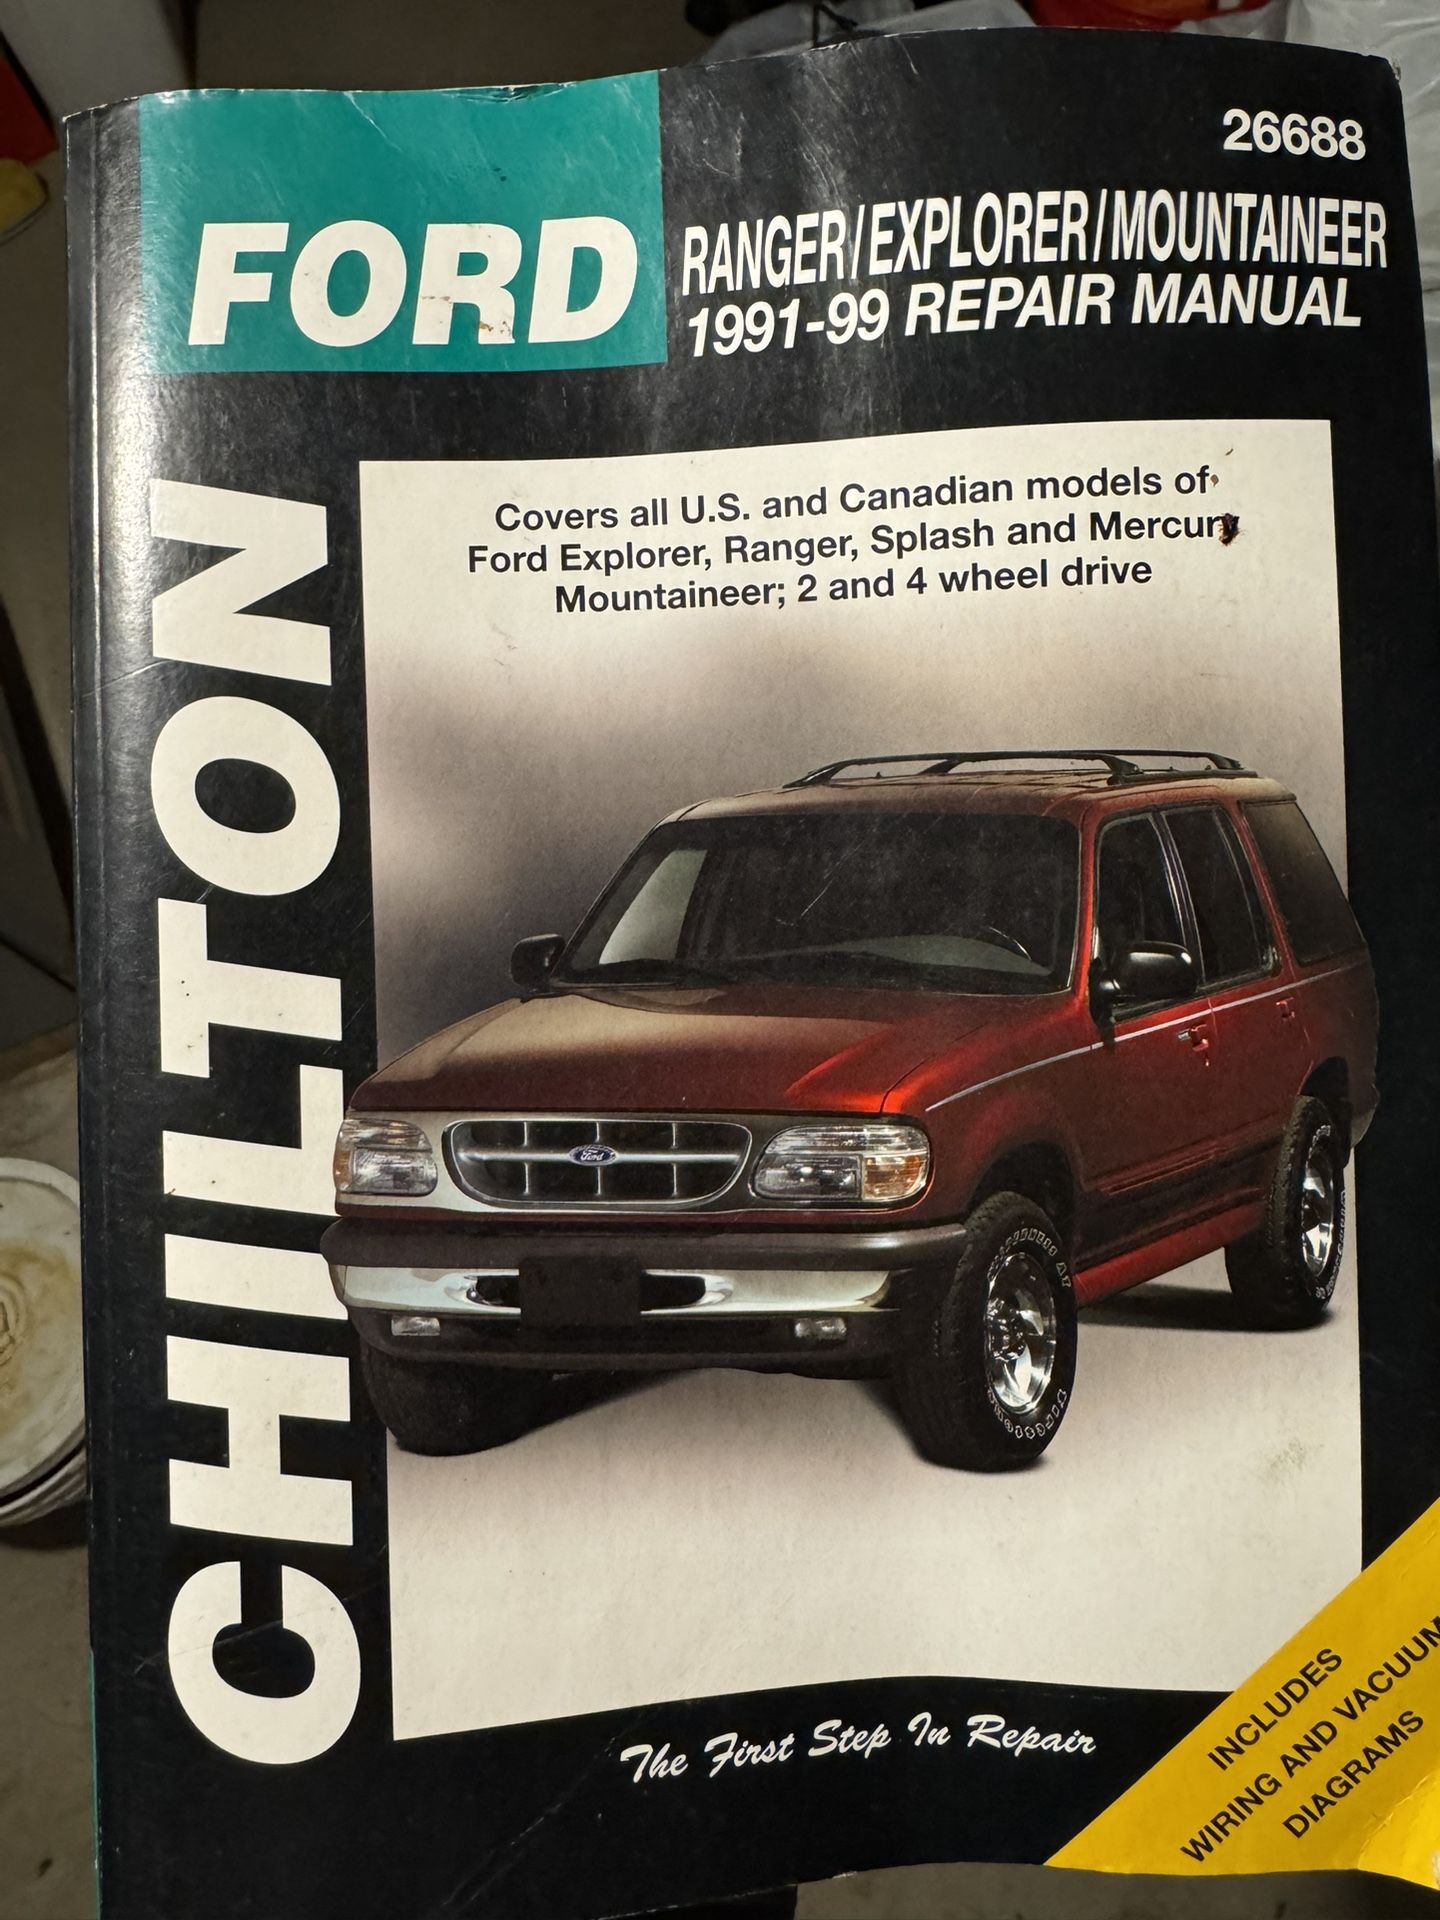 26688
FORD
RANGER/EXPLORER/MOUNTAINEER
1991-99 REPAIR MANUAL
CHILTON
Covers all U.S. and Canadian models of
Ford Explorer, Ranger, Splash and Mercury
Mountaineer; 2 and 4 wheel drive
Ford
The First Step In Repair
INCLUDES
WIRING AND VACUUM
DIAGRAMS